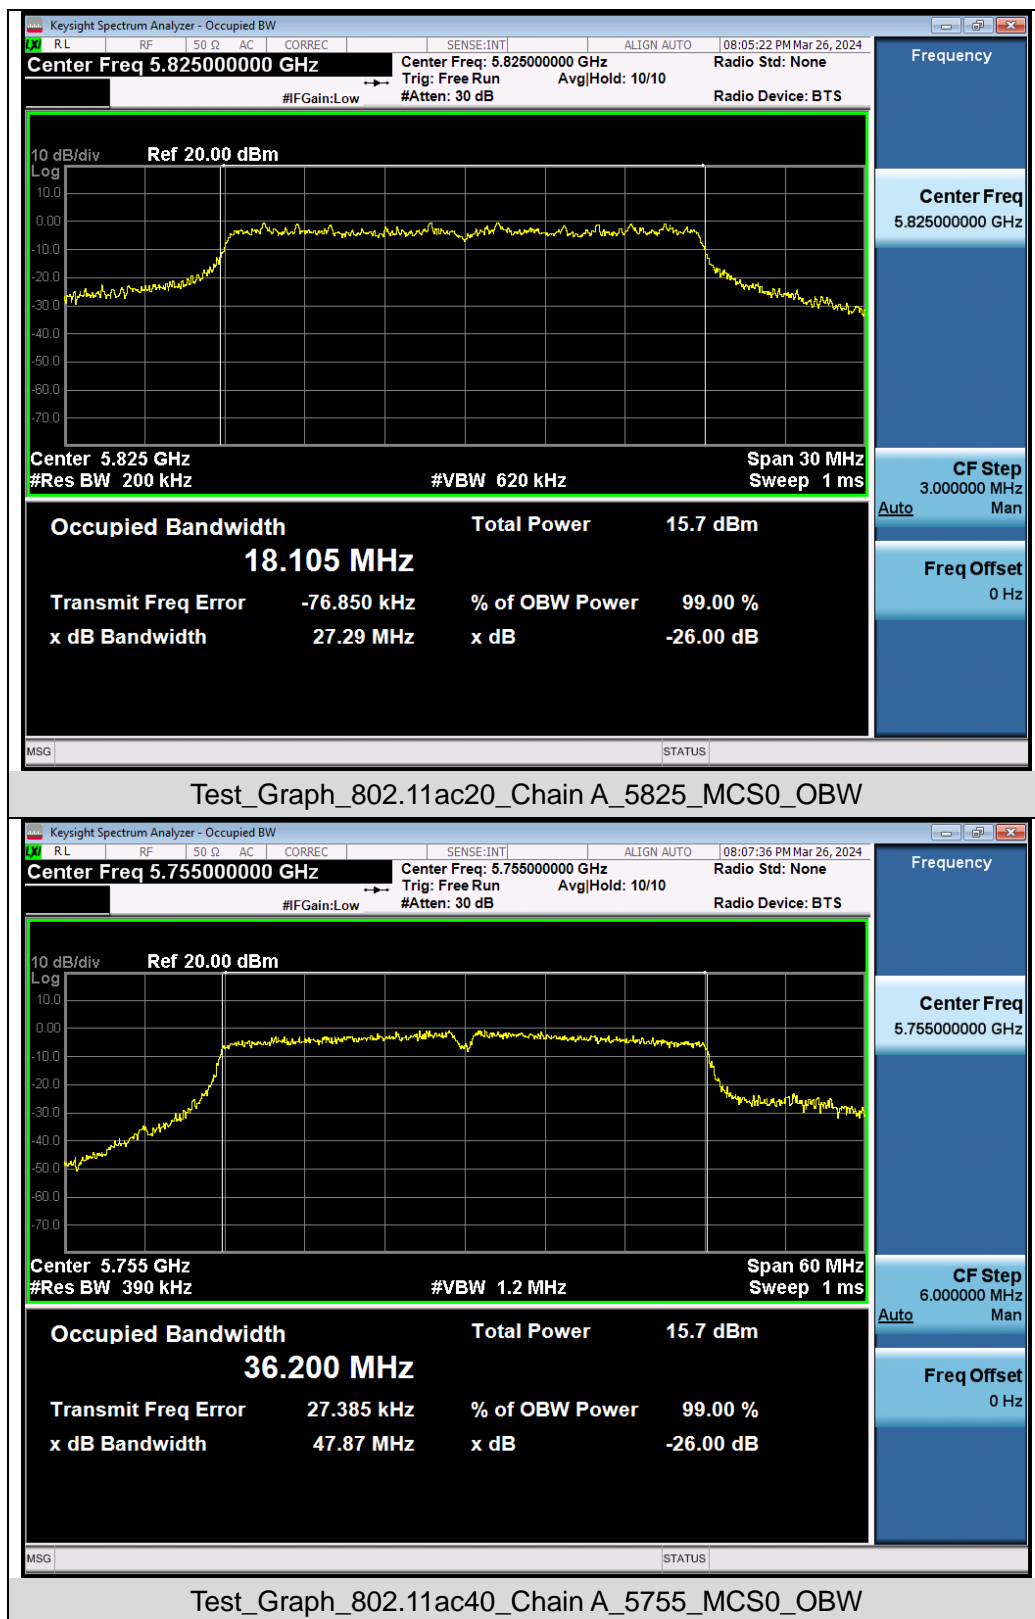 Keysight Spectrum Analyzer - Occupied BW
LXI RL RF 50 Ω AC CORREC SENSE:INT ALIGN AUTO 08:05:22 PM Mar 26, 2024
Center Freq 5.825000000 GHz
Center Freq: 5.825000000 GHz Radio Std: None
Trig: Free Run Avg|Hold: 10/10
#IFGain:Low #Atten: 30 dB Radio Device: BTS
Frequency
10 dB/div Ref 20.00 dBm
Log
10.0
0.00
-10.0
-20.0
-30.0
-40.0
-50.0
-60.0
-70.0
Center Freq
5.825000000 GHz
Center 5.825 GHz Span 30 MHz
#Res BW 200 kHz #VBW 620 kHz Sweep 1 ms
CF Step
3.000000 MHz
Auto Man
Occupied Bandwidth Total Power 15.7 dBm
18.105 MHz
Freq Offset
0 Hz
Transmit Freq Error -76.850 kHz % of OBW Power 99.00 %
x dB Bandwidth 27.29 MHz x dB -26.00 dB
MSG STATUS
Test_Graph_802.11ac20_Chain A_5825_MCS0_OBW
Keysight Spectrum Analyzer - Occupied BW
LXI RL RF 50 Ω AC CORREC SENSE:INT ALIGN AUTO 08:07:36 PM Mar 26, 2024
Center Freq 5.755000000 GHz
Center Freq: 5.755000000 GHz Radio Std: None
Trig: Free Run Avg|Hold: 10/10
#IFGain:Low #Atten: 30 dB Radio Device: BTS
Frequency
10 dB/div Ref 20.00 dBm
Log
10.0
0.00
-10.0
-20.0
-30.0
-40.0
-50.0
-60.0
-70.0
Center Freq
5.755000000 GHz
Center 5.755 GHz Span 60 MHz
#Res BW 390 kHz #VBW 1.2 MHz Sweep 1 ms
CF Step
6.000000 MHz
Auto Man
Occupied Bandwidth Total Power 15.7 dBm
36.200 MHz
Freq Offset
0 Hz
Transmit Freq Error 27.385 kHz % of OBW Power 99.00 %
x dB Bandwidth 47.87 MHz x dB -26.00 dB
MSG STATUS
Test_Graph_802.11ac40_Chain A_5755_MCS0_OBW